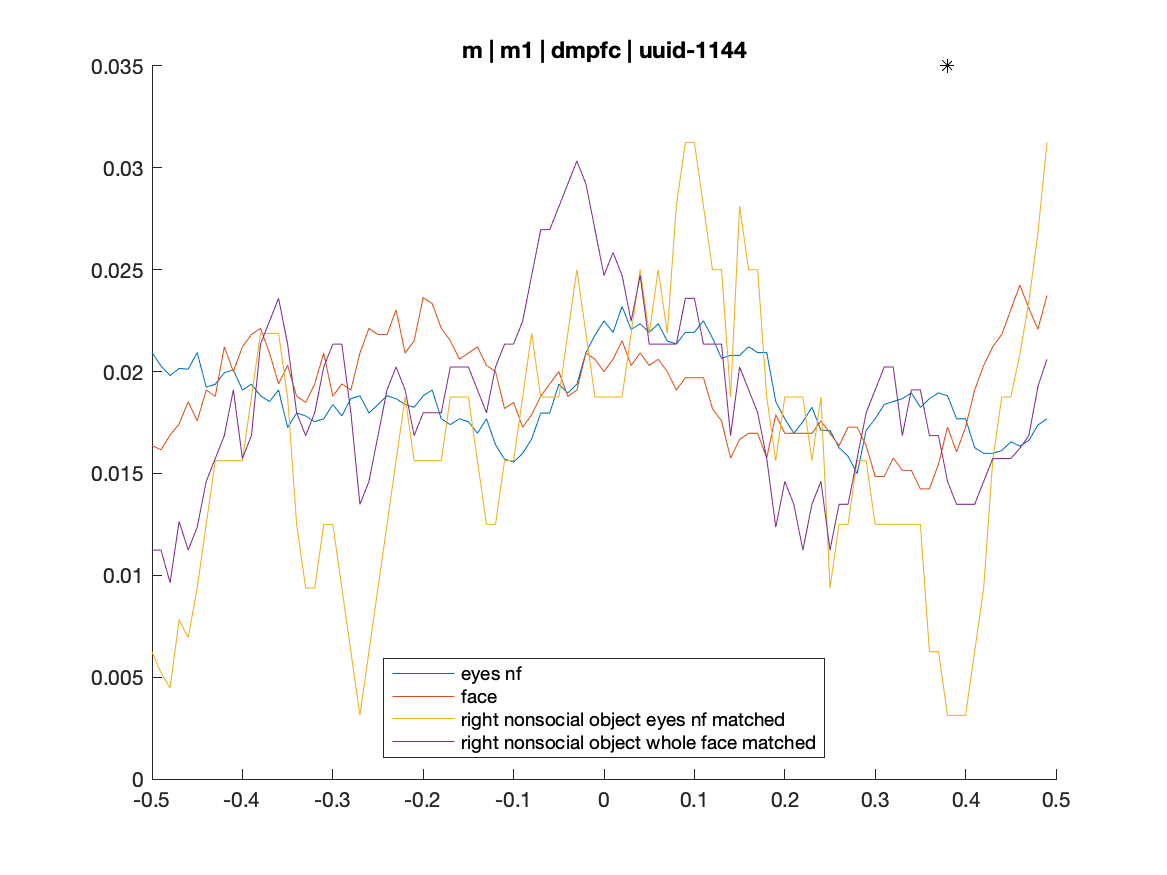 m | m1 | dmpfc | uuid-1144
0.035
0.03
0.025
0.02
0.015
0.01
0.005
0
-0.5 -0.4 -0.3 -0.2 -0.1 0 0.1 0.2 0.3 0.4 0.5
eyes nf
face
right nonsocial object eyes nf matched
right nonsocial object whole face matched